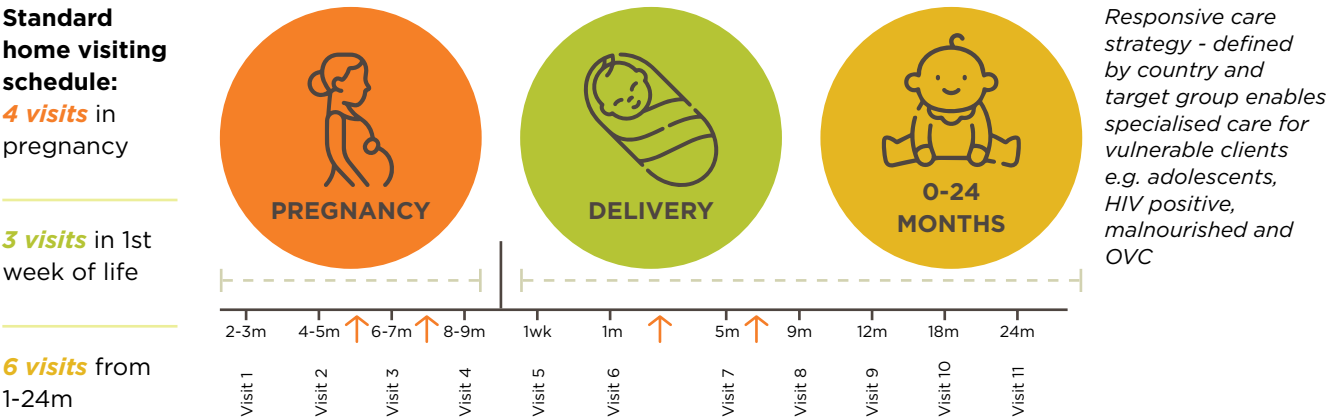 Standard
home visiting
schedule:
4 visits in
pregnancy
3 visits in 1st
week of life
6 visits from
1-24m
PREGNANCY
DELIVERY
0-24
MONTHS
2-3m
4-5m
6-7m
8-9m
1wk
1m
5m
9m
12m
18m
24m
Visit 1
Visit 2
Visit 3
Visit 4
Visit 5
Visit 6
Visit 7
Visit 8
Visit 9
Visit 10
Visit 11
Responsive care
strategy - defined
by country and
target group enables
specialised care for
vulnerable clients
e.g. adolescents,
HIV positive,
malnourished and
OVC